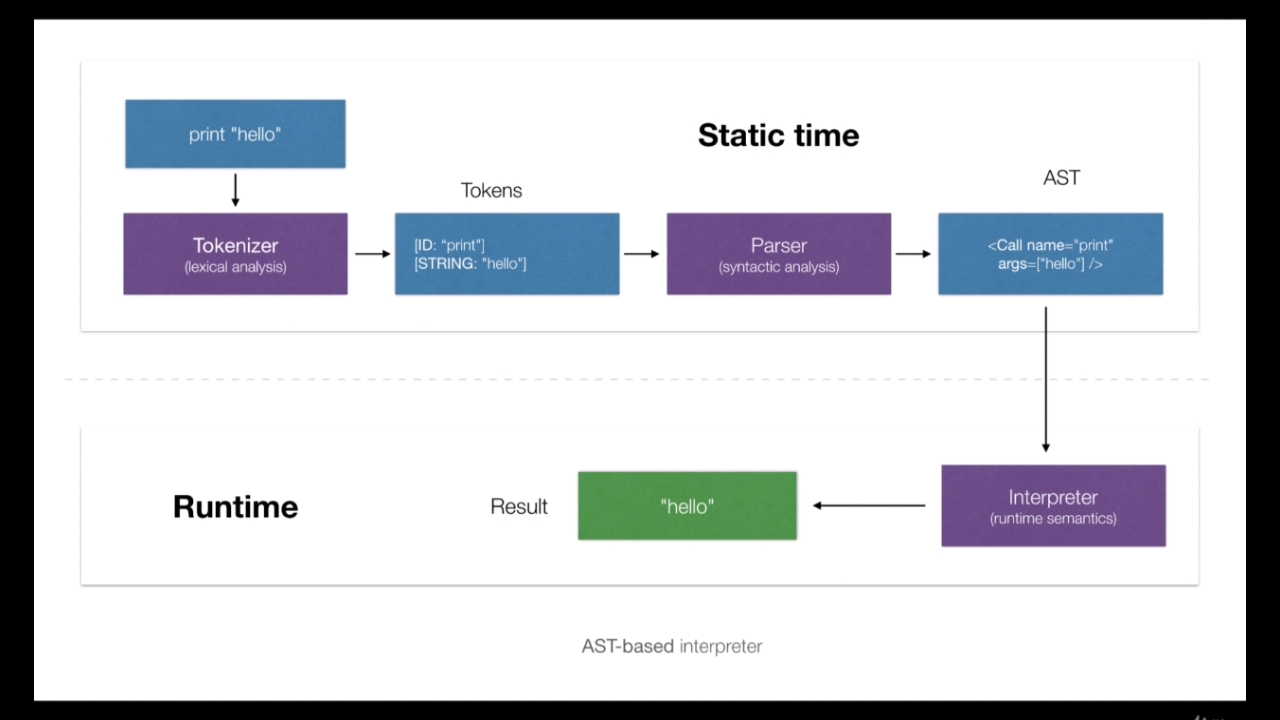 print "hello"
Static time
Tokens
AST
Tokenizer
(lexical analysis)
[ID: "print"]
[STRING: "hello"]
Parser
(syntactic analysis)
<Call name="print"
args=["hello"] />
Runtime
Result
"hello"
Interpreter
(runtime semantics)
AST-based interpreter